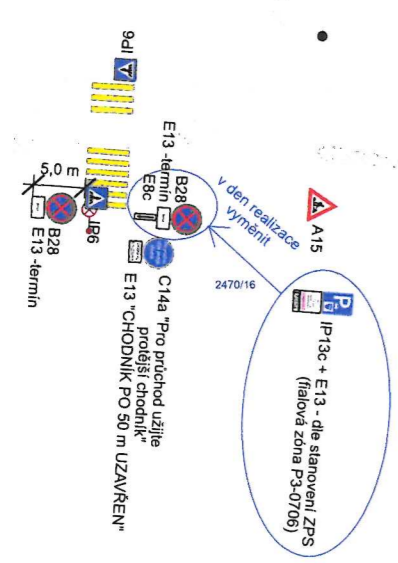 IP6
E13 -termín
B28
E8c
5,0 m
IP6
B28
E13 -termin
v den realizace
vyměnit
A15
2470/16
C14a "Pro průchod užijte
protější chodník"
E13 "CHODNÍK PO 50 m UZAVŘEN"
IP13c + E13 - dle stanovení ZPS
(fialová zóna P3-0706)